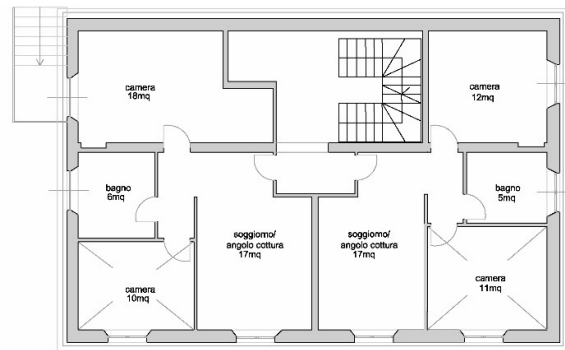 camera
18mq
camera
12mq
bagno
6mq
bagno
5mq
soggiorno/
angolo cottura
17mq
soggiorno/
angolo cottura
17mq
camera
10mq
camera
11mq